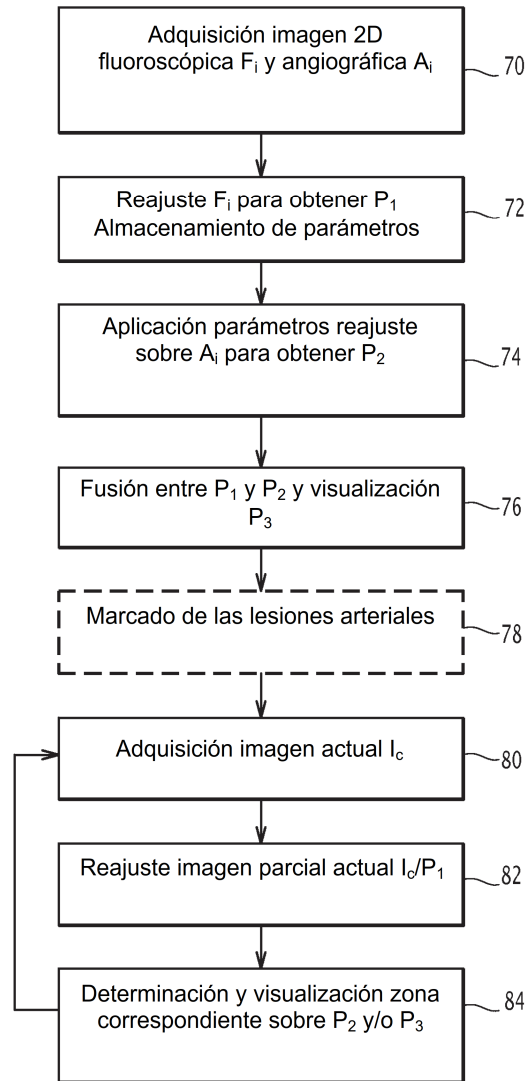 Adquisición imagen 2D
fluoroscópica Fi y angiográfica Ai
70
Reajuste Fi para obtener P1
Almacenamiento de parámetros
72
Aplicación parámetros reajuste
sobre Ai para obtener P2
74
Fusión entre P1 y P2 y visualización
P3
76
Marcado de las lesiones arteriales
78
Adquisición imagen actual Ic
80
Reajuste imagen parcial actual Ic/P1
82
Determinación y visualización zona
correspondiente sobre P2 y/o P3
84